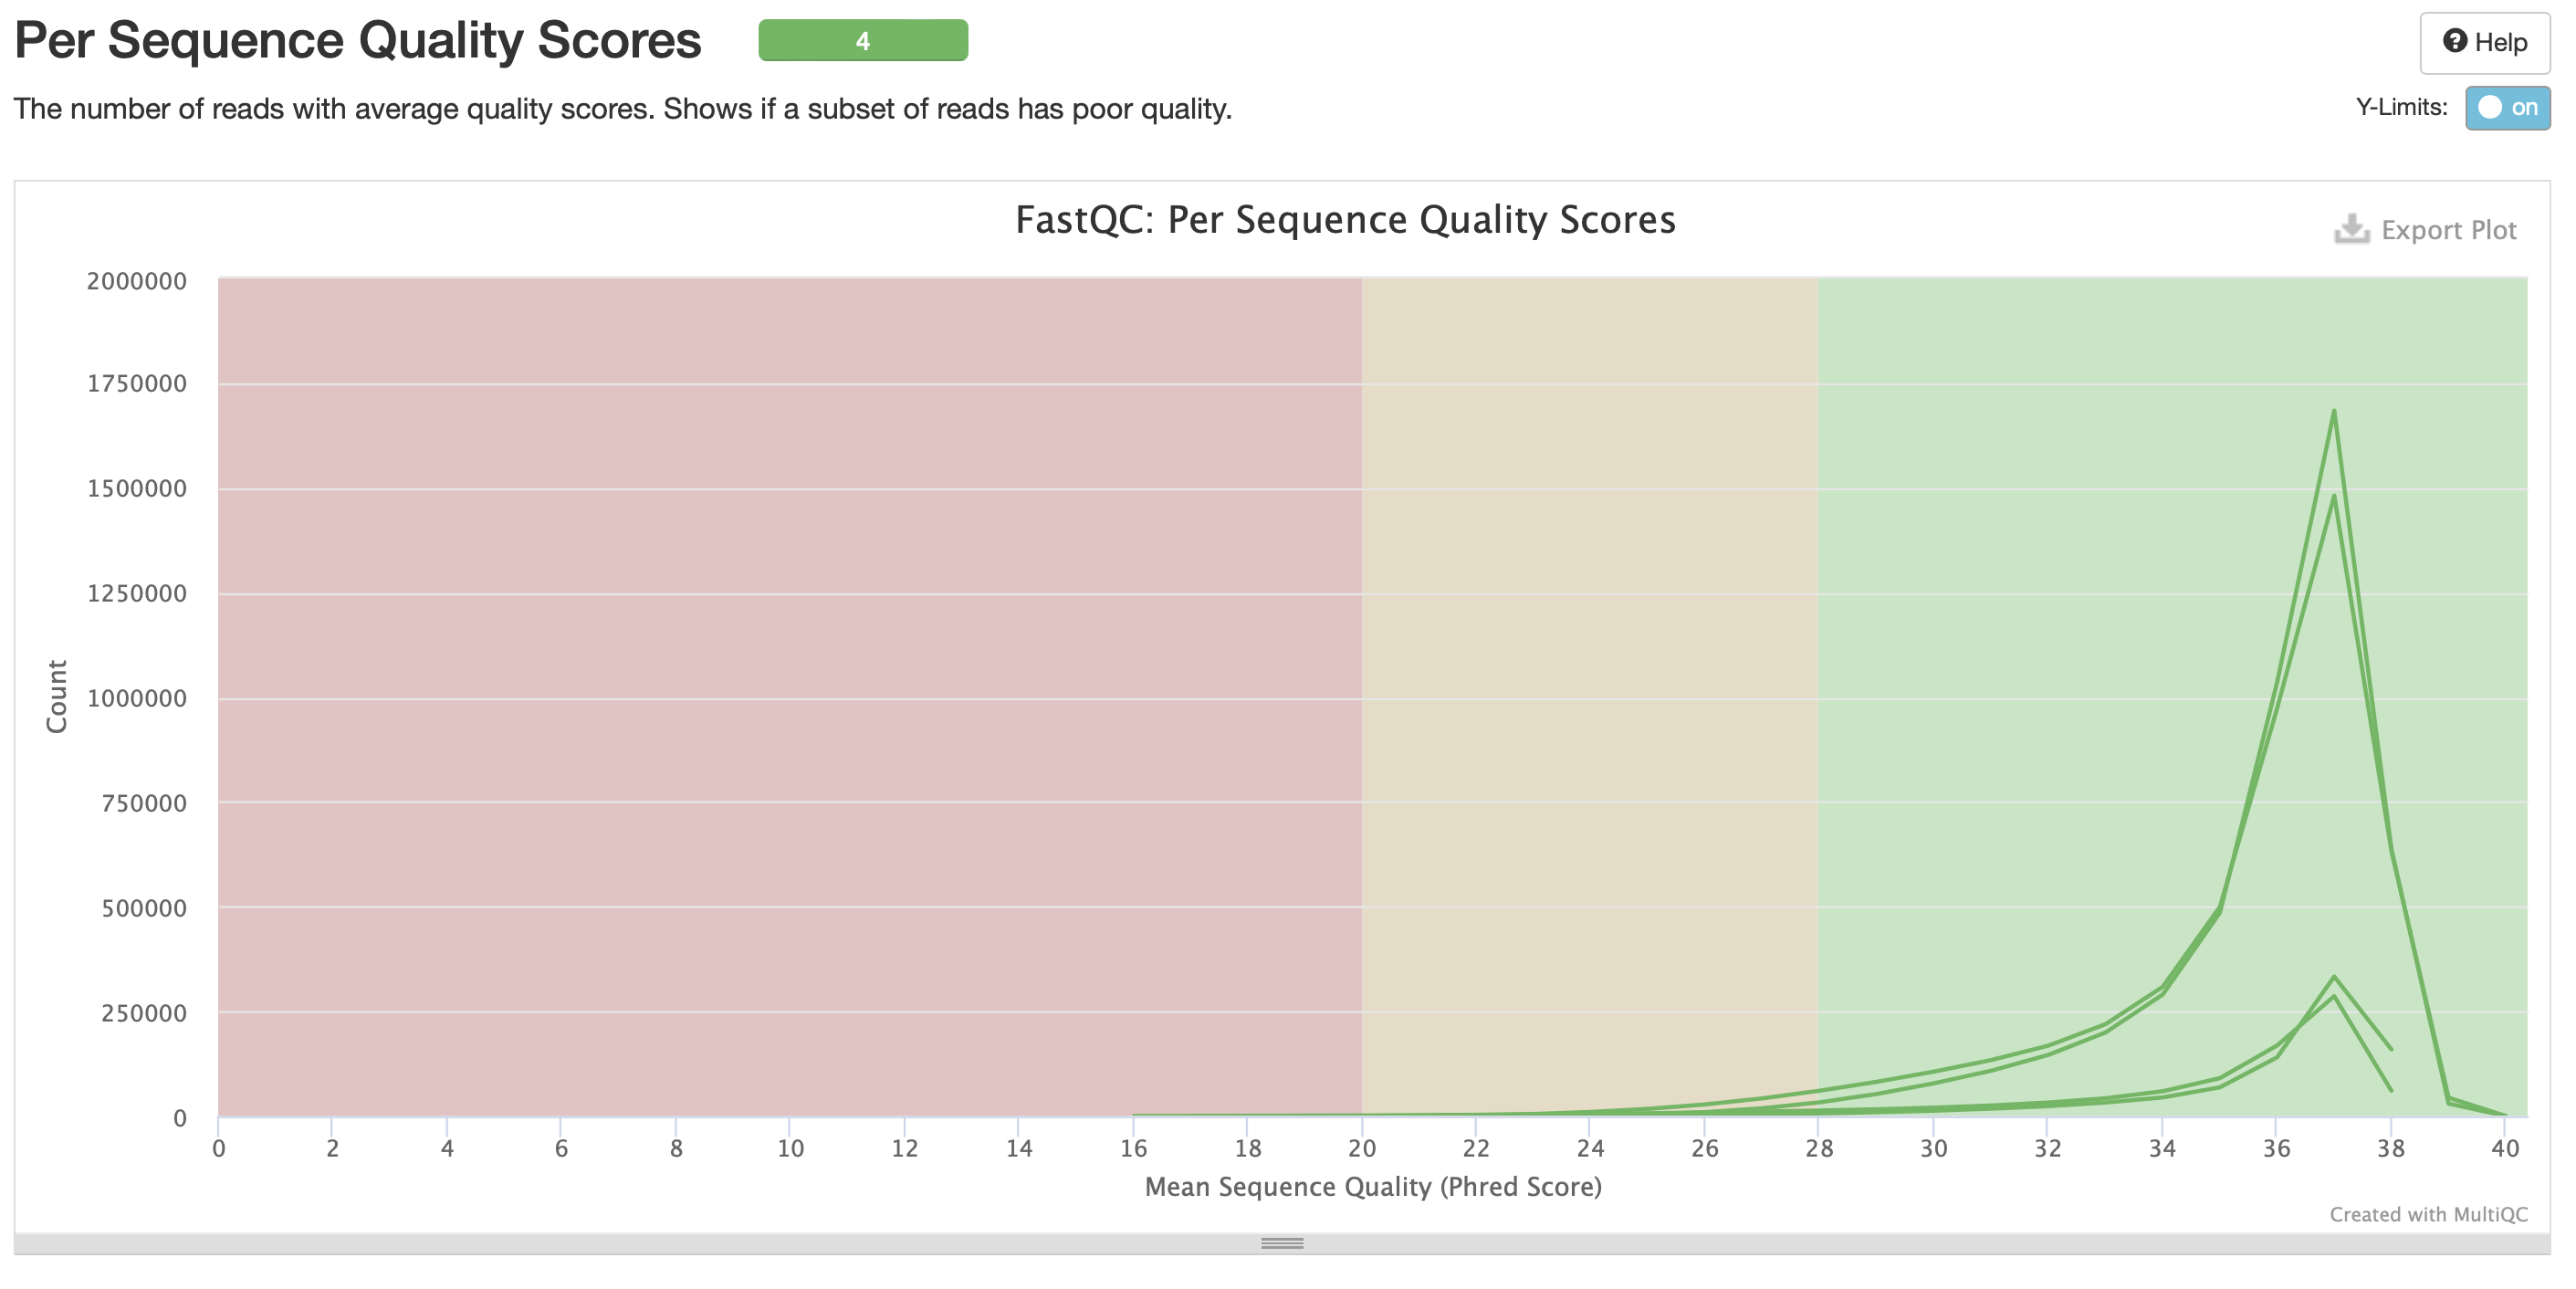 Per Sequence Quality Scores
4
Help
The number of reads with average quality scores. Shows if a subset of reads has poor quality.
Y-Limits: on
FastQC: Per Sequence Quality Scores
Export Plot
2000000
1750000
1500000
1250000
1000000
750000
500000
250000
0
Count
0 2 4 6 8 10 12 14 16 18 20 22 24 26 28 30 32 34 36 38 40
Mean Sequence Quality (Phred Score)
Created with MultiQC